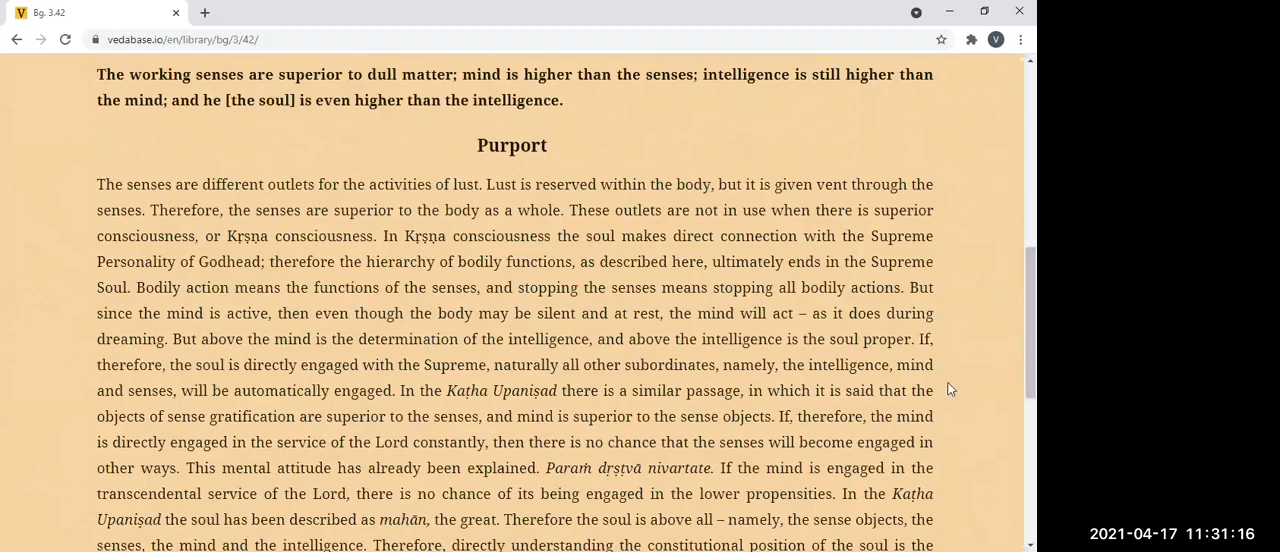 Bg. 3.42
vedabase.io/en/library/bg/3/42/
V
The working senses are superior to dull matter; mind is higher than the senses; intelligence is still higher than
the mind; and he [the soul] is even higher than the intelligence.
Purport
The senses are different outlets for the activities of lust. Lust is reserved within the body, but it is given vent through the
senses. Therefore, the senses are superior to the body as a whole. These outlets are not in use when there is superior
consciousness, or Kṛṣṇa consciousness. In Kṛṣṇa consciousness the soul makes direct connection with the Supreme
Personality of Godhead; therefore the hierarchy of bodily functions, as described here, ultimately ends in the Supreme
Soul. Bodily action means the functions of the senses, and stopping the senses means stopping all bodily actions. But
since the mind is active, then even though the body may be silent and at rest, the mind will act – as it does during
dreaming. But above the mind is the determination of the intelligence, and above the intelligence is the soul proper. If,
therefore, the soul is directly engaged with the Supreme, naturally all other subordinates, namely, the intelligence, mind
and senses, will be automatically engaged. In the Kaṭha Upaniṣad there is a similar passage, in which it is said that the
objects of sense gratification are superior to the senses, and mind is superior to the sense objects. If, therefore, the mind
is directly engaged in the service of the Lord constantly, then there is no chance that the senses will become engaged in
other ways. This mental attitude has already been explained. Paraṁ dṛṣṭvā nivartate. If the mind is engaged in the
transcendental service of the Lord, there is no chance of its being engaged in the lower propensities. In the Kaṭha
Upaniṣad the soul has been described as mahān, the great. Therefore the soul is above all – namely, the sense objects, the
senses, the mind and the intelligence. Therefore, directly understanding the constitutional position of the soul is the
2021-04-17 11:31:16